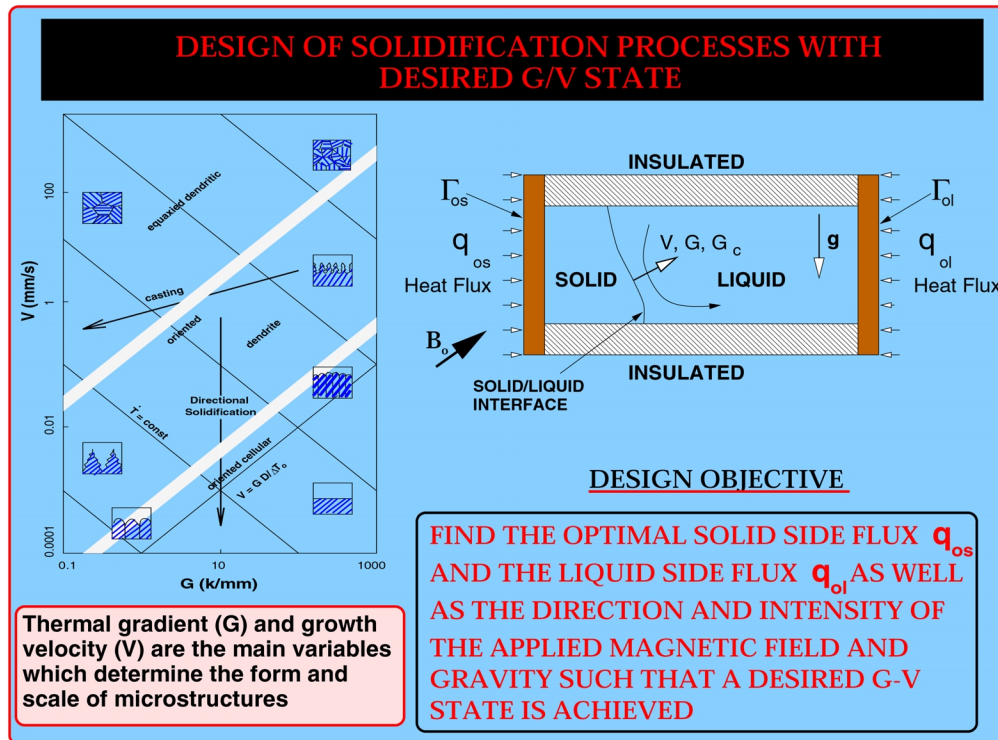 DESIGN OF SOLIDIFICATION PROCESSES WITH
DESIRED G/V STATE
V (mm/s)
100
1
0.01
0.0001
0.1
10
1000
G (k/mm)
equaxied dendritic
casting
oriented
dendrite
Directional
Solidification
Ṫ = const
oriented cellular
V = G D/ΔT₀
Thermal gradient (G) and growth
velocity (V) are the main variables
which determine the form and
scale of microstructures
INSULATED
Γos
qos
Heat Flux
SOLID
V, G, Gc
LIQUID
g
Γol
qol
Heat Flux
Bo
SOLID/LIQUID
INTERFACE
INSULATED
DESIGN OBJECTIVE
FIND THE OPTIMAL SOLID SIDE FLUX qos
AND THE LIQUID SIDE FLUX qol AS WELL
AS THE DIRECTION AND INTENSITY OF
THE APPLIED MAGNETIC FIELD AND
GRAVITY SUCH THAT A DESIRED G-V
STATE IS ACHIEVED